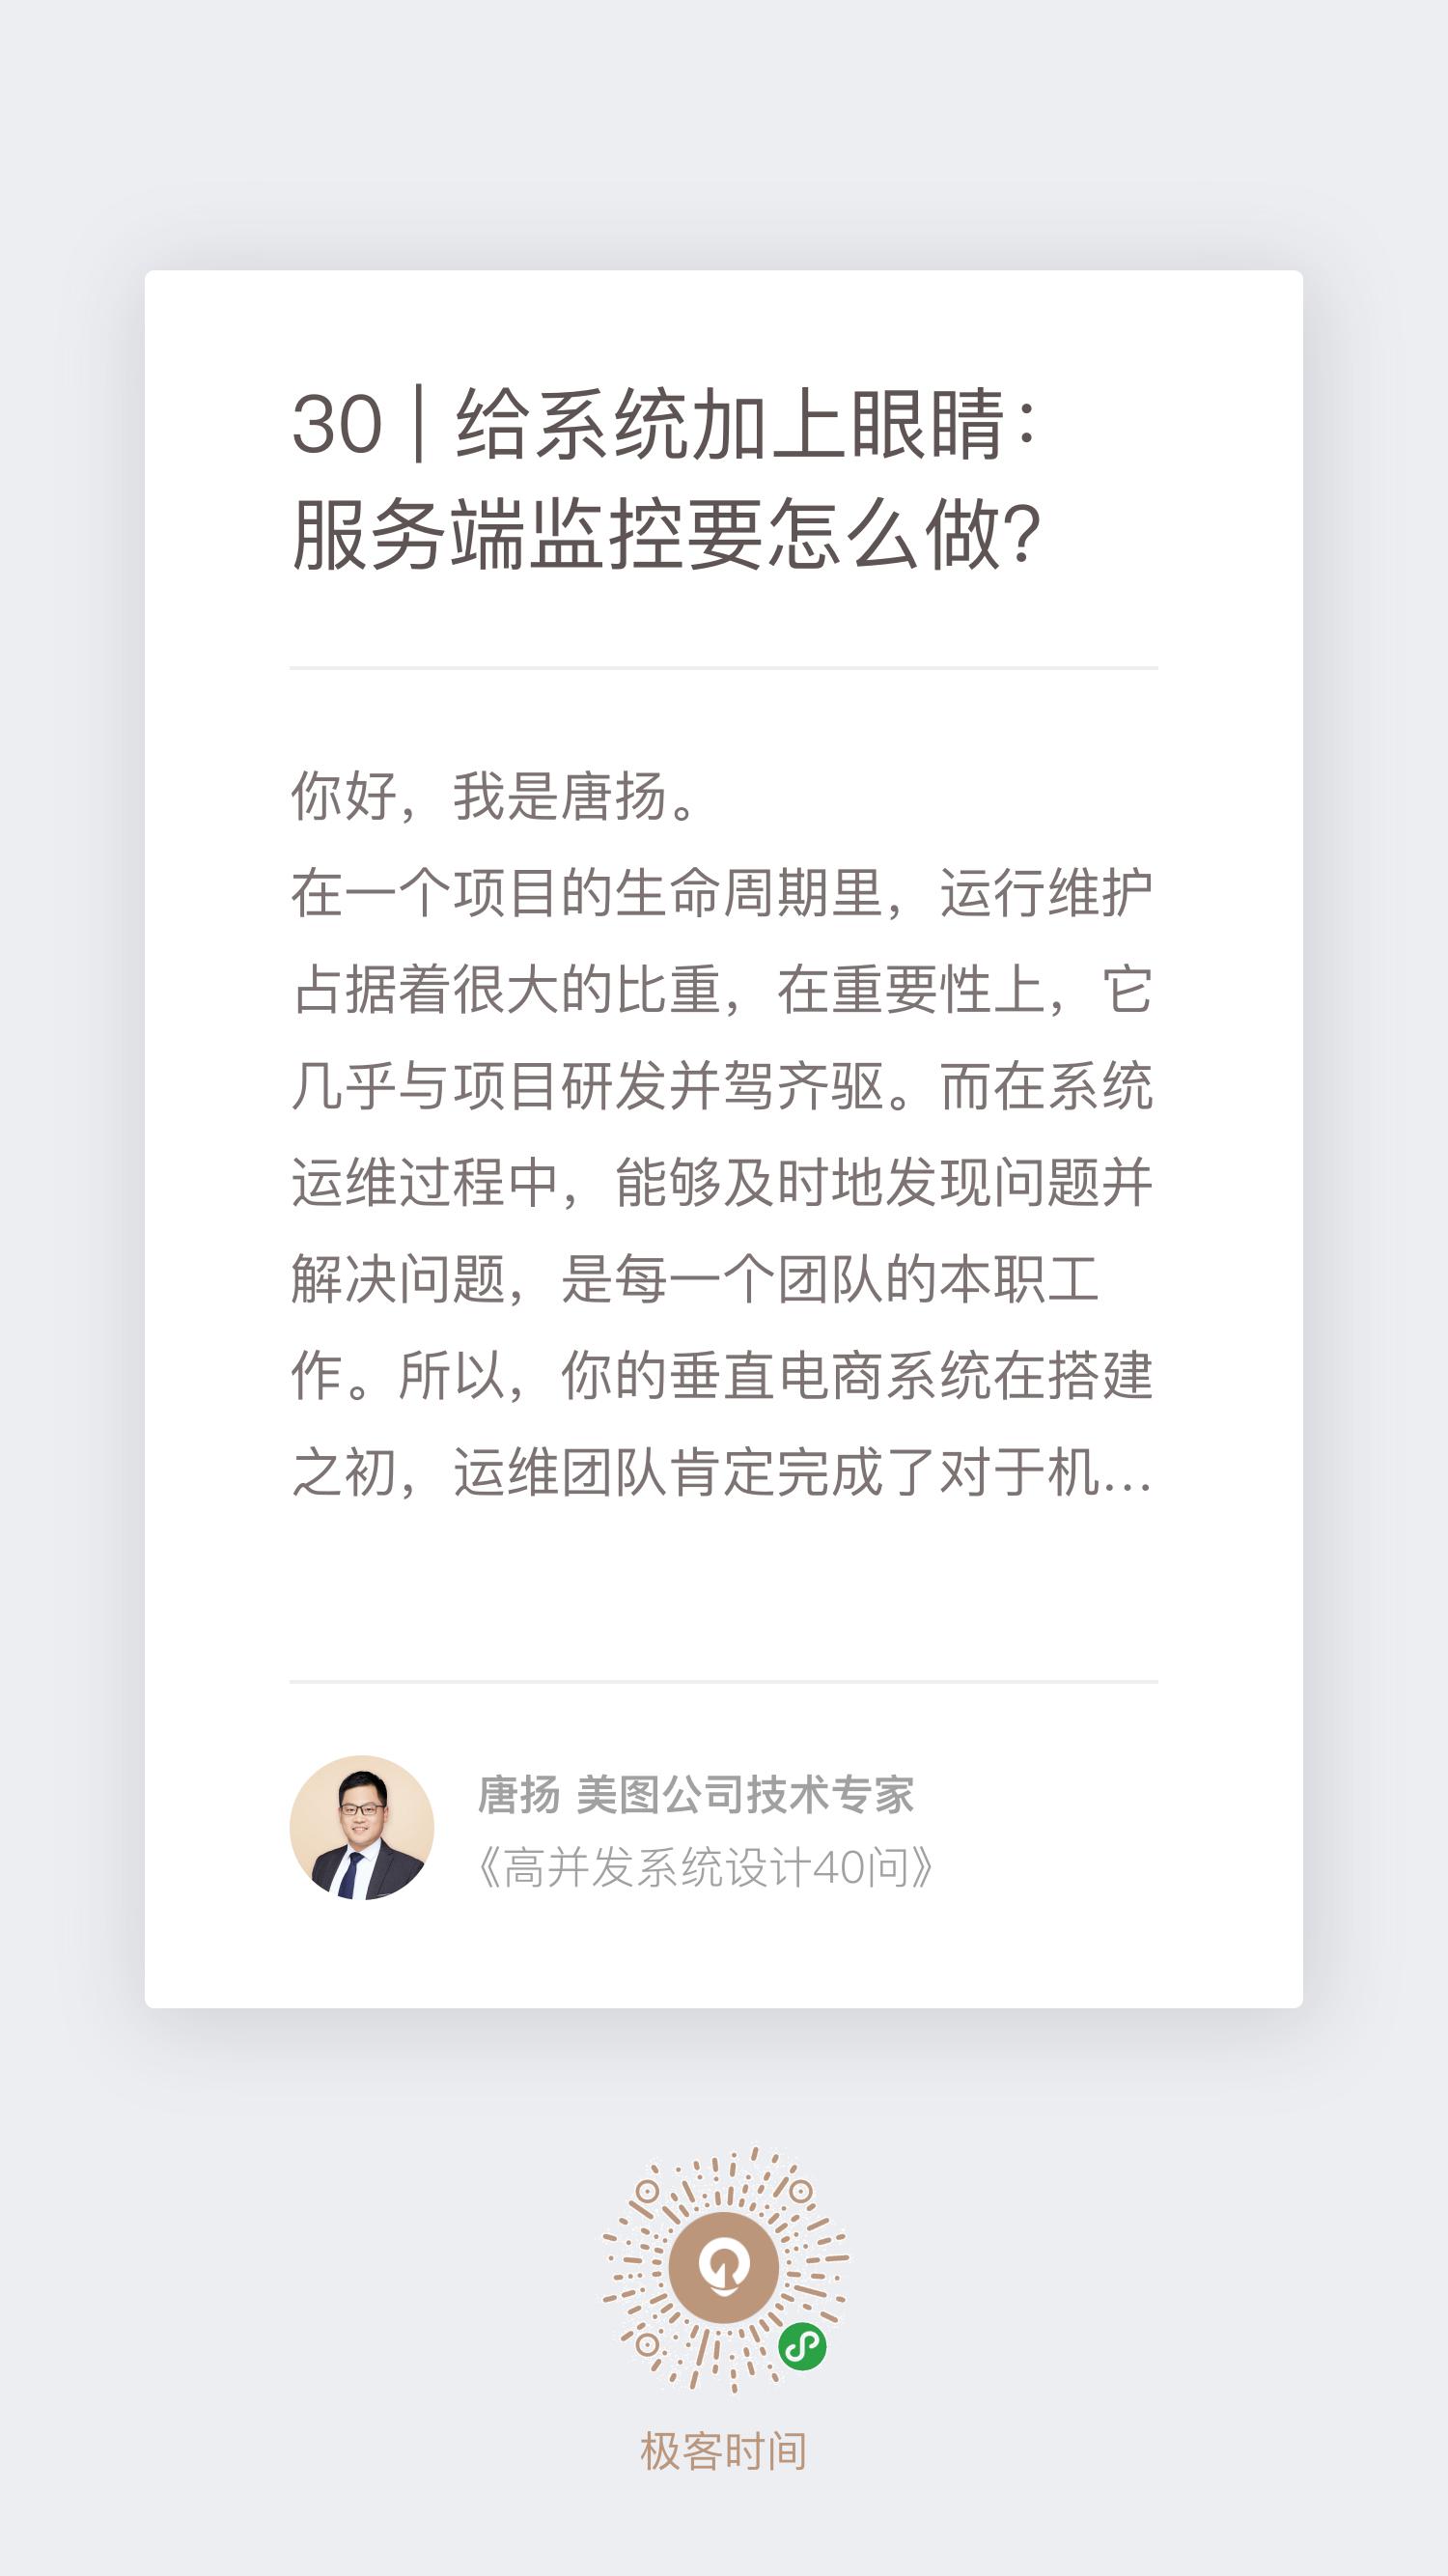 30 | 给系统加上眼睛：
服务端监控要怎么做？
你好，我是唐扬。
在一个项目的生命周期里，运行维护
占据着很大的比重，在重要性上，它
几乎与项目研发并驾齐驱。而在系统
运维过程中，能够及时地发现问题并
解决问题，是每一个团队的本职工
作。所以，你的垂直电商系统在搭建
之初，运维团队肯定完成了对于机...
唐扬 美图公司技术专家
《高并发系统设计40问》
极客时间